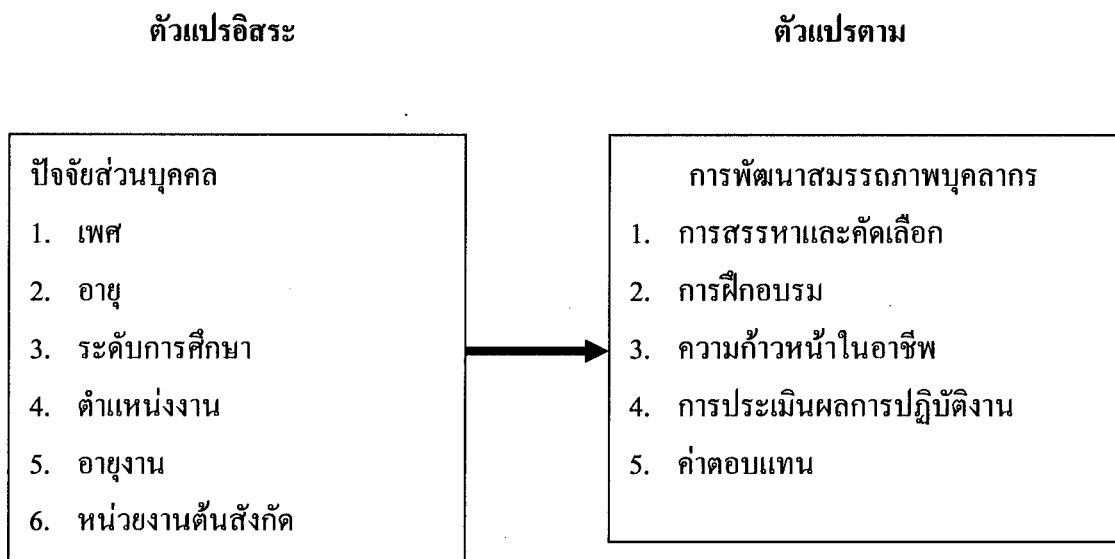 ตัวแปรอิสระ
ตัวแปรตาม
ปัจจัยส่วนบุคคล
1. เพศ
2. อายุ
3. ระดับการศึกษา
4. ตำแหน่งงาน
5. อายุงาน
6. หน่วยงานต้นสังกัด
การพัฒนาสมรรถภาพบุคลากร
1. การสรรหาและคัดเลือก
2. การฝึกอบรม
3. ความก้าวหน้าในอาชีพ
4. การประเมินผลการปฏิบัติงาน
5. ค่าตอบแทน